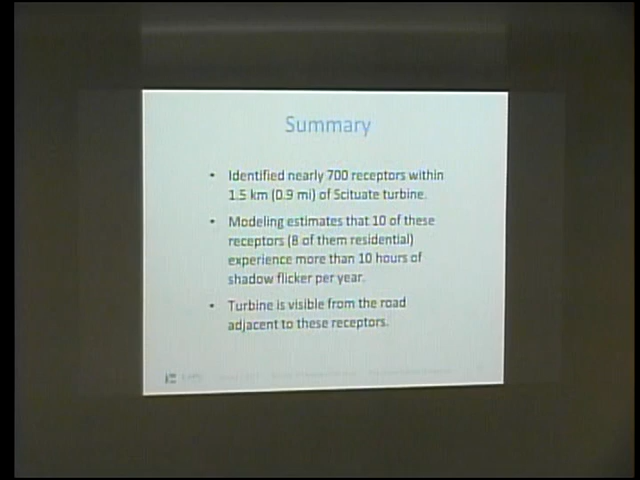 Summary
• Identified nearly 700 receptors within
1.5 km (0.9 mi) of Scituate turbine.
• Modeling estimates that 10 of these
receptors (8 of them residential)
experience more than 10 hours of
shadow flicker per year.
• Turbine is visible from the road
adjacent to these receptors.